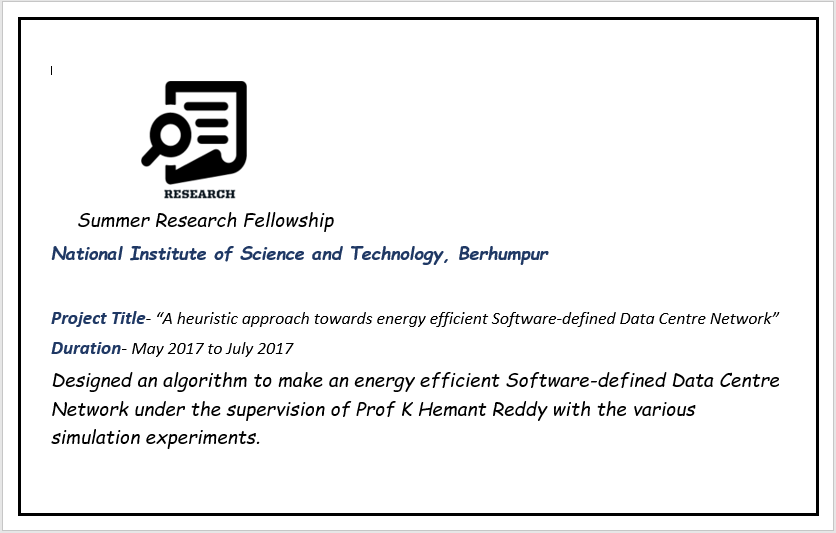 RESEARCH
Summer Research Fellowship
National Institute of Science and Technology, Berhumpur
Project Title- “A heuristic approach towards energy efficient Software-defined Data Centre Network”
Duration- May 2017 to July 2017
Designed an algorithm to make an energy efficient Software-defined Data Centre
Network under the supervision of Prof K Hemant Reddy with the various
simulation experiments.